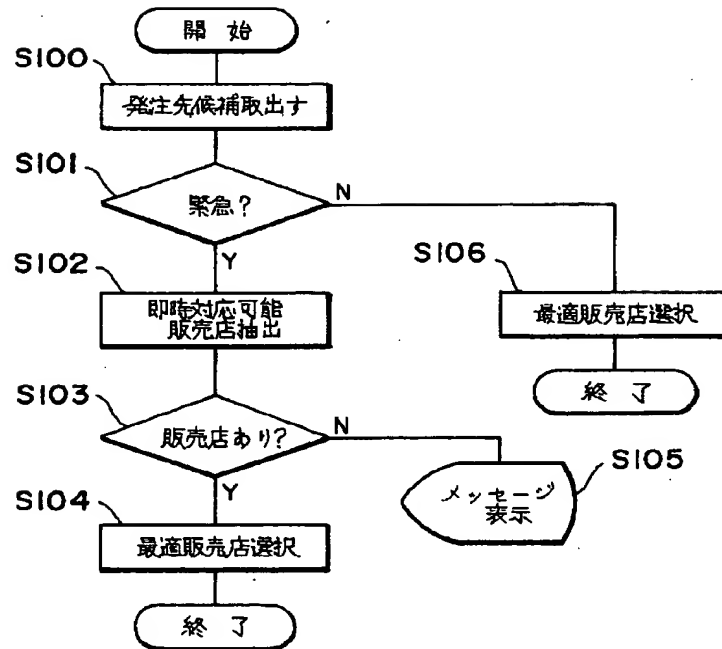 開始
S100
発注先候補取出す
S101
緊急?
N
Y
S102
即時対応可能
販売店抽出
S106
最適販売店選択
終了
S103
販売店あり?
N
Y
S105
メッセージ
表示
S104
最適販売店選択
終了